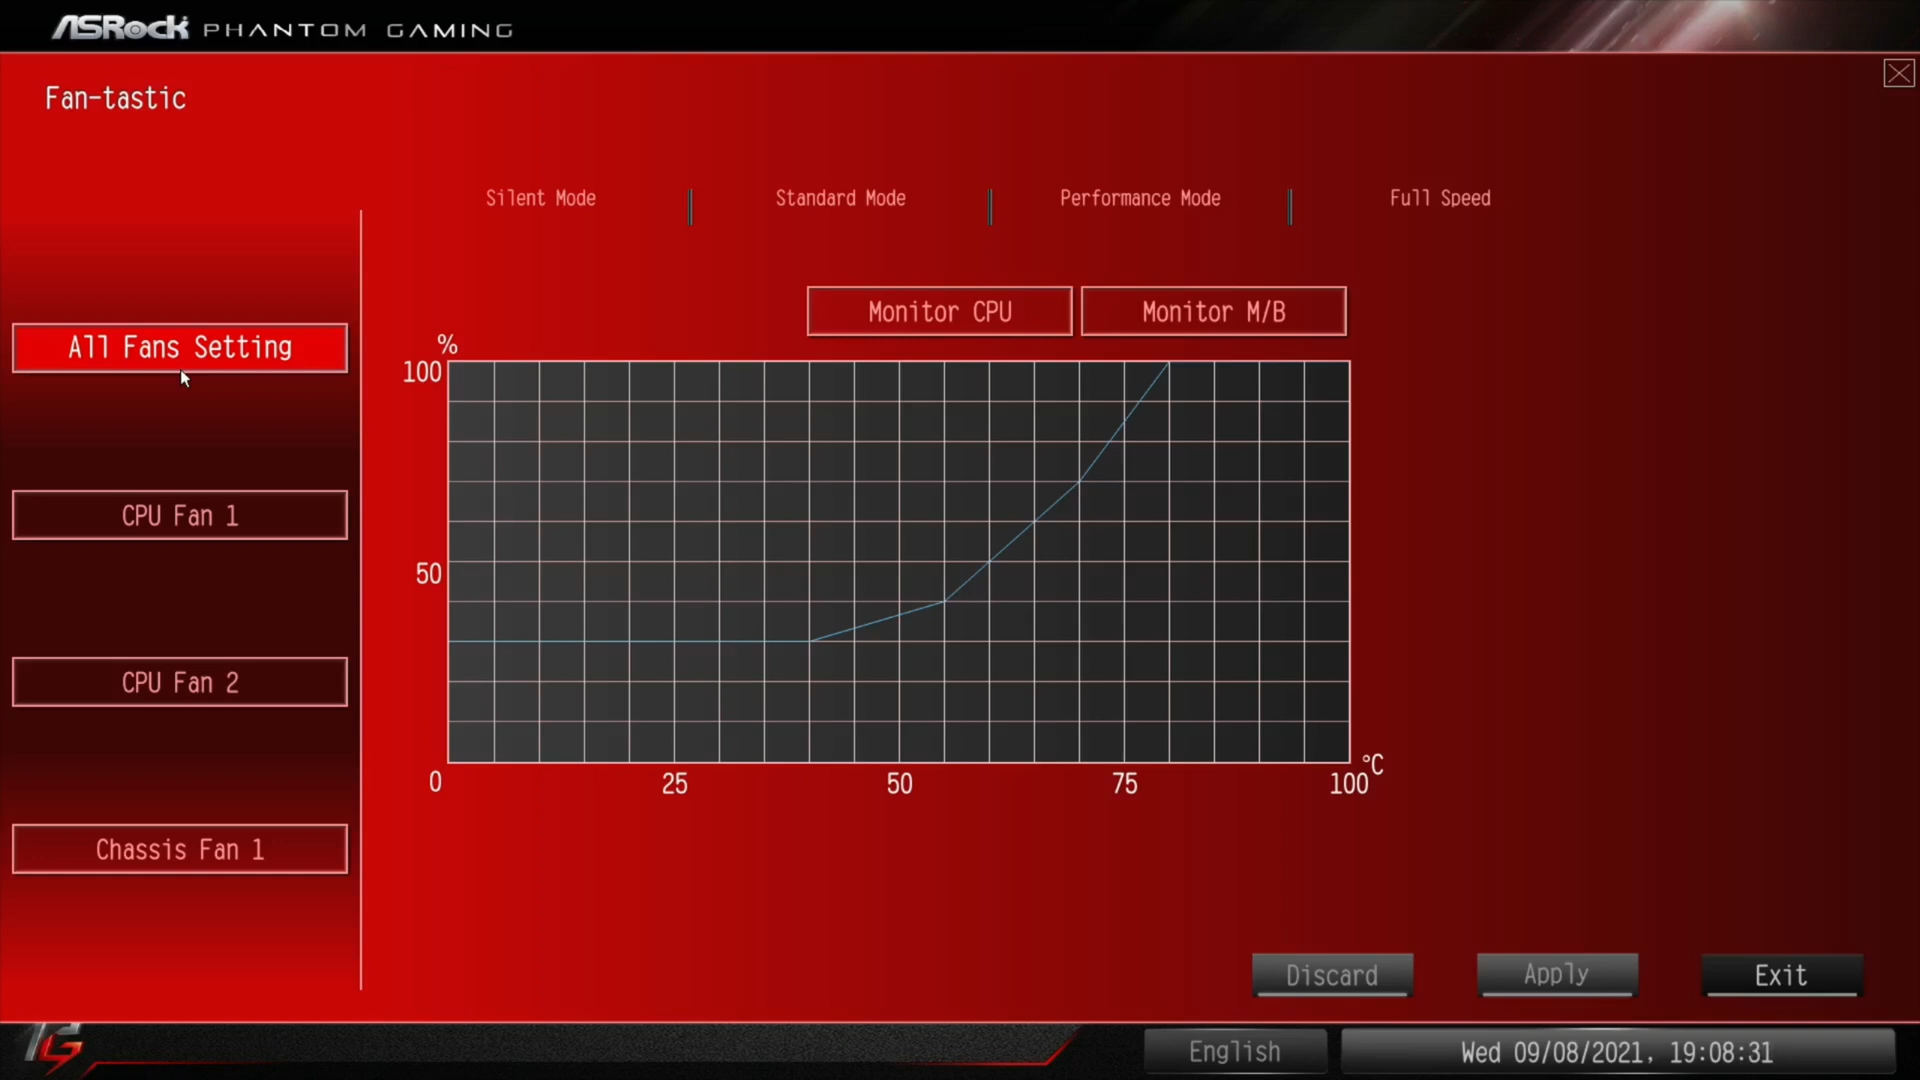 ASRock PHANTOM GAMING
Fan-tastic
Silent Mode
Standard Mode
Performance Mode
Full Speed
Monitor CPU
Monitor M/B
All Fans Setting
CPU Fan 1
CPU Fan 2
Chassis Fan 1
%
100
50
0
25
50
75
100
°C
Discard
Apply
Exit
English
Wed 09/08/2021, 19:08:31